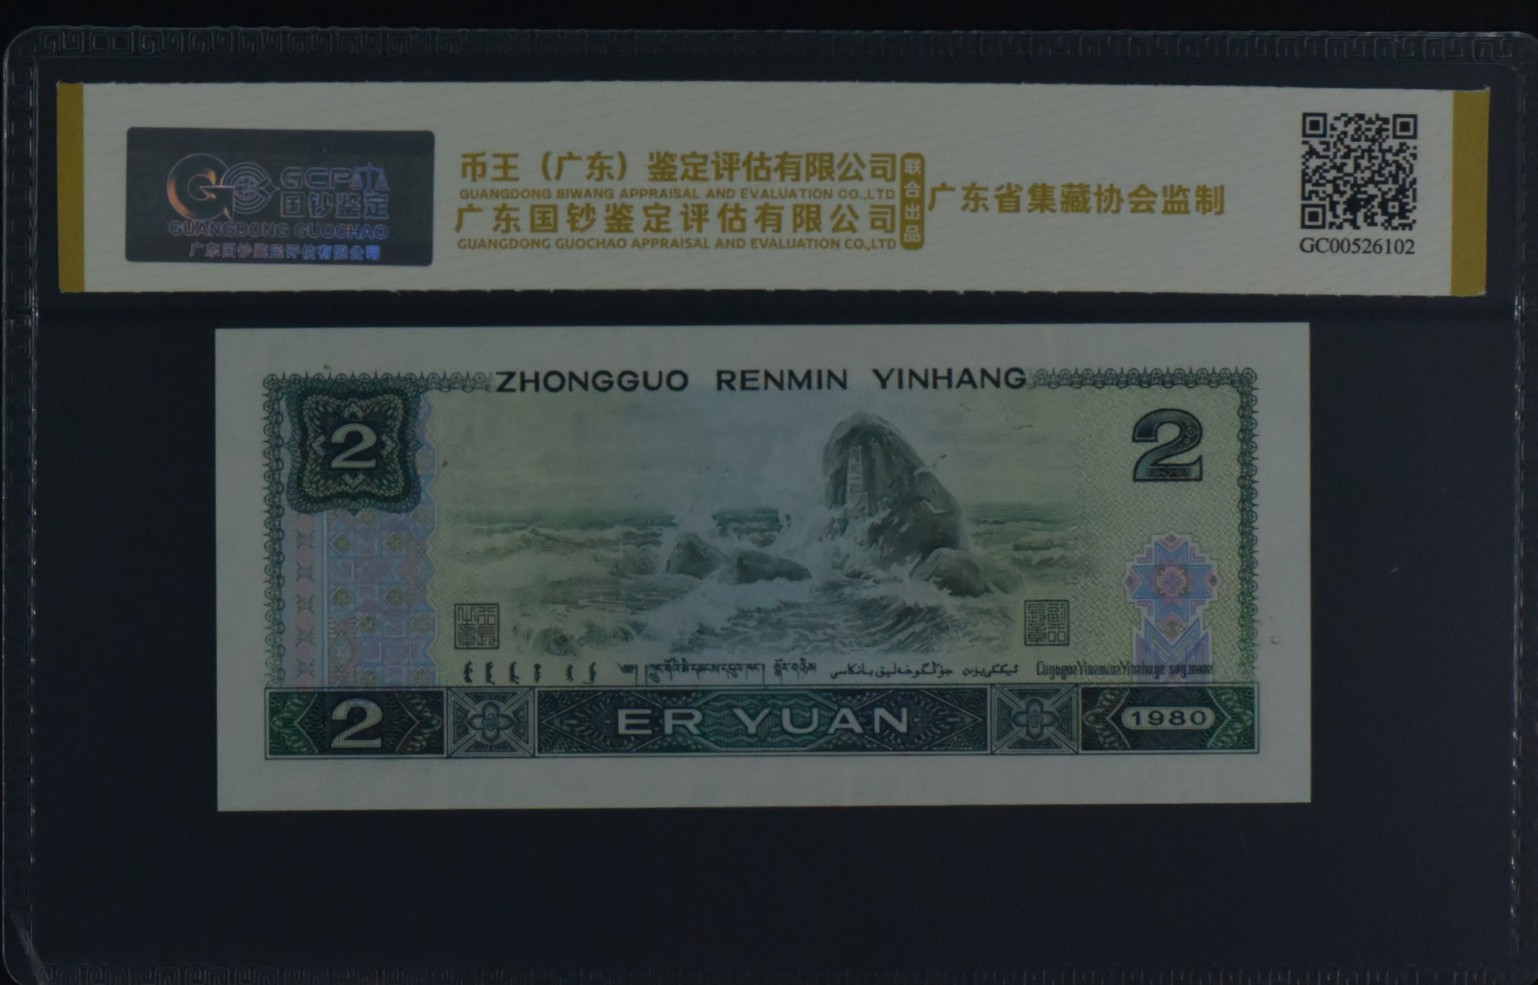 GCP
国钞鉴定
GUANGDONG GUOCHAO
广东国钞鉴定评估有限公司
币王（广东）鉴定评估有限公司
GUANGDONG BIWANG APPRAISAL AND EVALUATION CO.,LTD
广东国钞鉴定评估有限公司
GUANGDONG GUOCHAO APPRAISAL AND EVALUATION CO.,LTD
联合出品
广东省集藏协会监制
GC00526102
ZHONGGUO RENMIN YINHANG
2
2
2
ER YUAN
1980